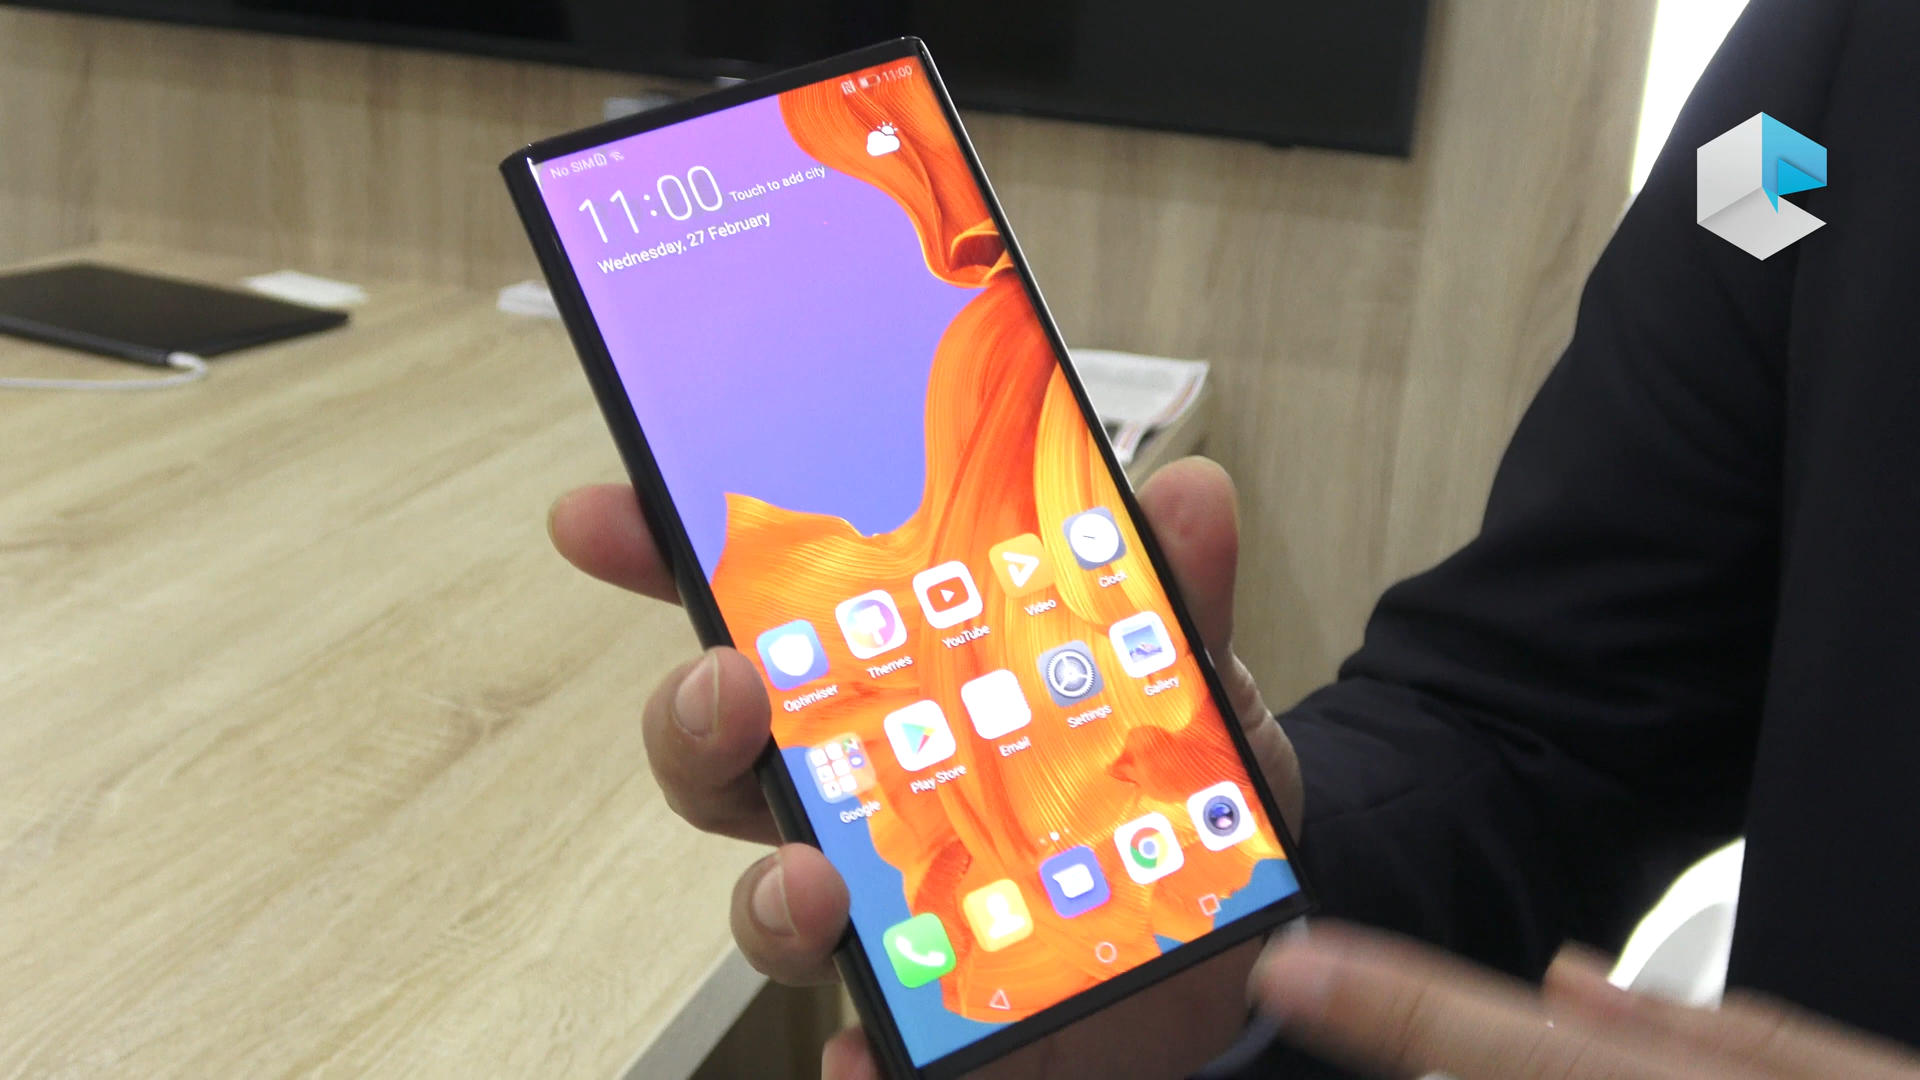 No SIM
11:00
11:00
Touch to add city
Wednesday, 27 February
Optimiser
Themes
YouTube
Video
Clock
Google
Play Store
Email
Settings
Gallery